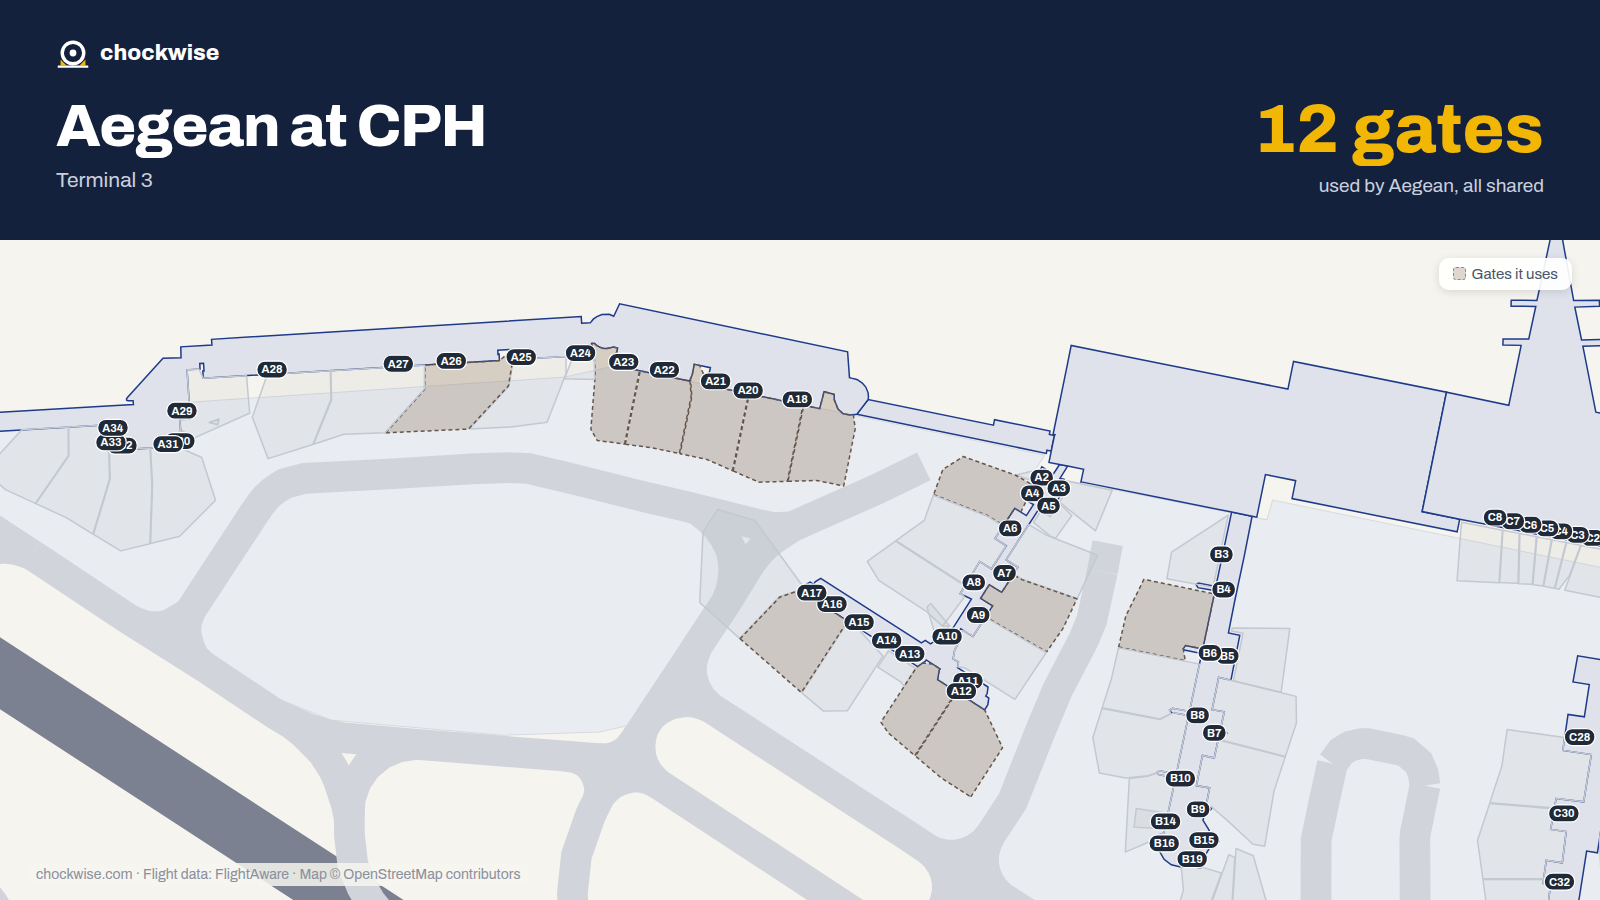 chockwise
Aegean at CPH
Terminal 3
12 gates
used by Aegean, all shared
Gates it uses
A28
A27
A26
A25
A24
A23
A22
A21
A20
A18
A29
A34
A33
A31
A2
A3
A4
A5
A6
A7
A8
A9
A10
A17
A16
A15
A14
A13
A11
A12
B3
B4
B6
B5
B8
B7
B10
B9
B14
B15
B16
B19
C8
C7
C6
C5
C4
C3
C2
C28
C30
C32
chockwise.com · Flight data: FlightAware · Map © OpenStreetMap contributors